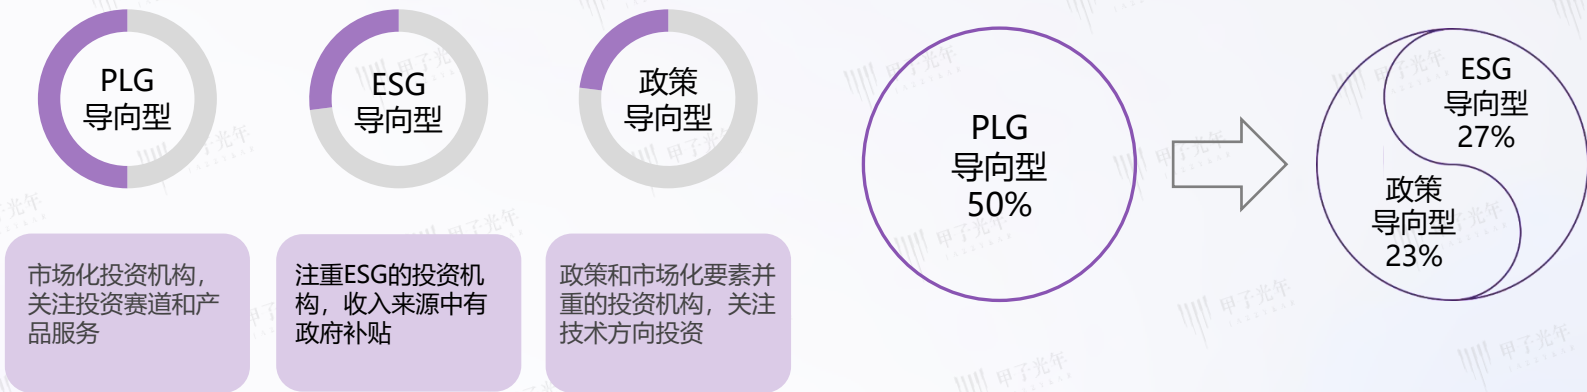 PLG
导向型
ESG
导向型
政策
导向型
市场化投资机构，
关注投资赛道和产
品服务
注重ESG的投资机
构，收入来源中有
政府补贴
政策和市场化要素并
重的投资机构，关注
技术方向投资
PLG
导向型
50%
ESG
导向型
27%
政策
导向型
23%
甲子光年